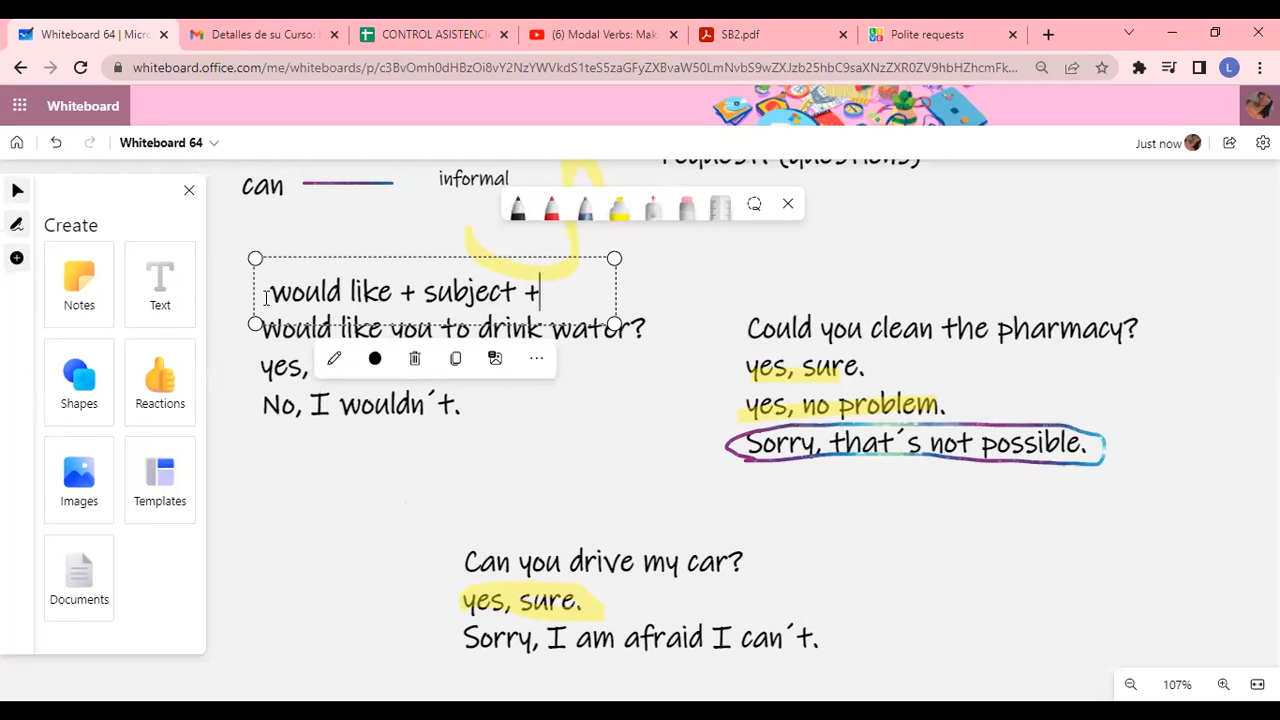 Whiteboard 64 | Micr
Detalles de su Curso:
CONTROL ASISTENCI
(6) Modal Verbs: Mak
SB2.pdf
Polite requests
whiteboard.office.com/me/whiteboards/p/
L
Whiteboard
Whiteboard 64
Just now
request (questions)
can
informal
Create
Notes
Text
Shapes
Reactions
Images
Templates
Documents
would like + subject +
Would like you to drink water?
yes,
No, I wouldn´t.
Could you clean the pharmacy?
yes, sure.
yes, no problem.
Sorry, that´s not possible.
Can you drive my car?
yes, sure.
Sorry, I am afraid I can´t.
107%